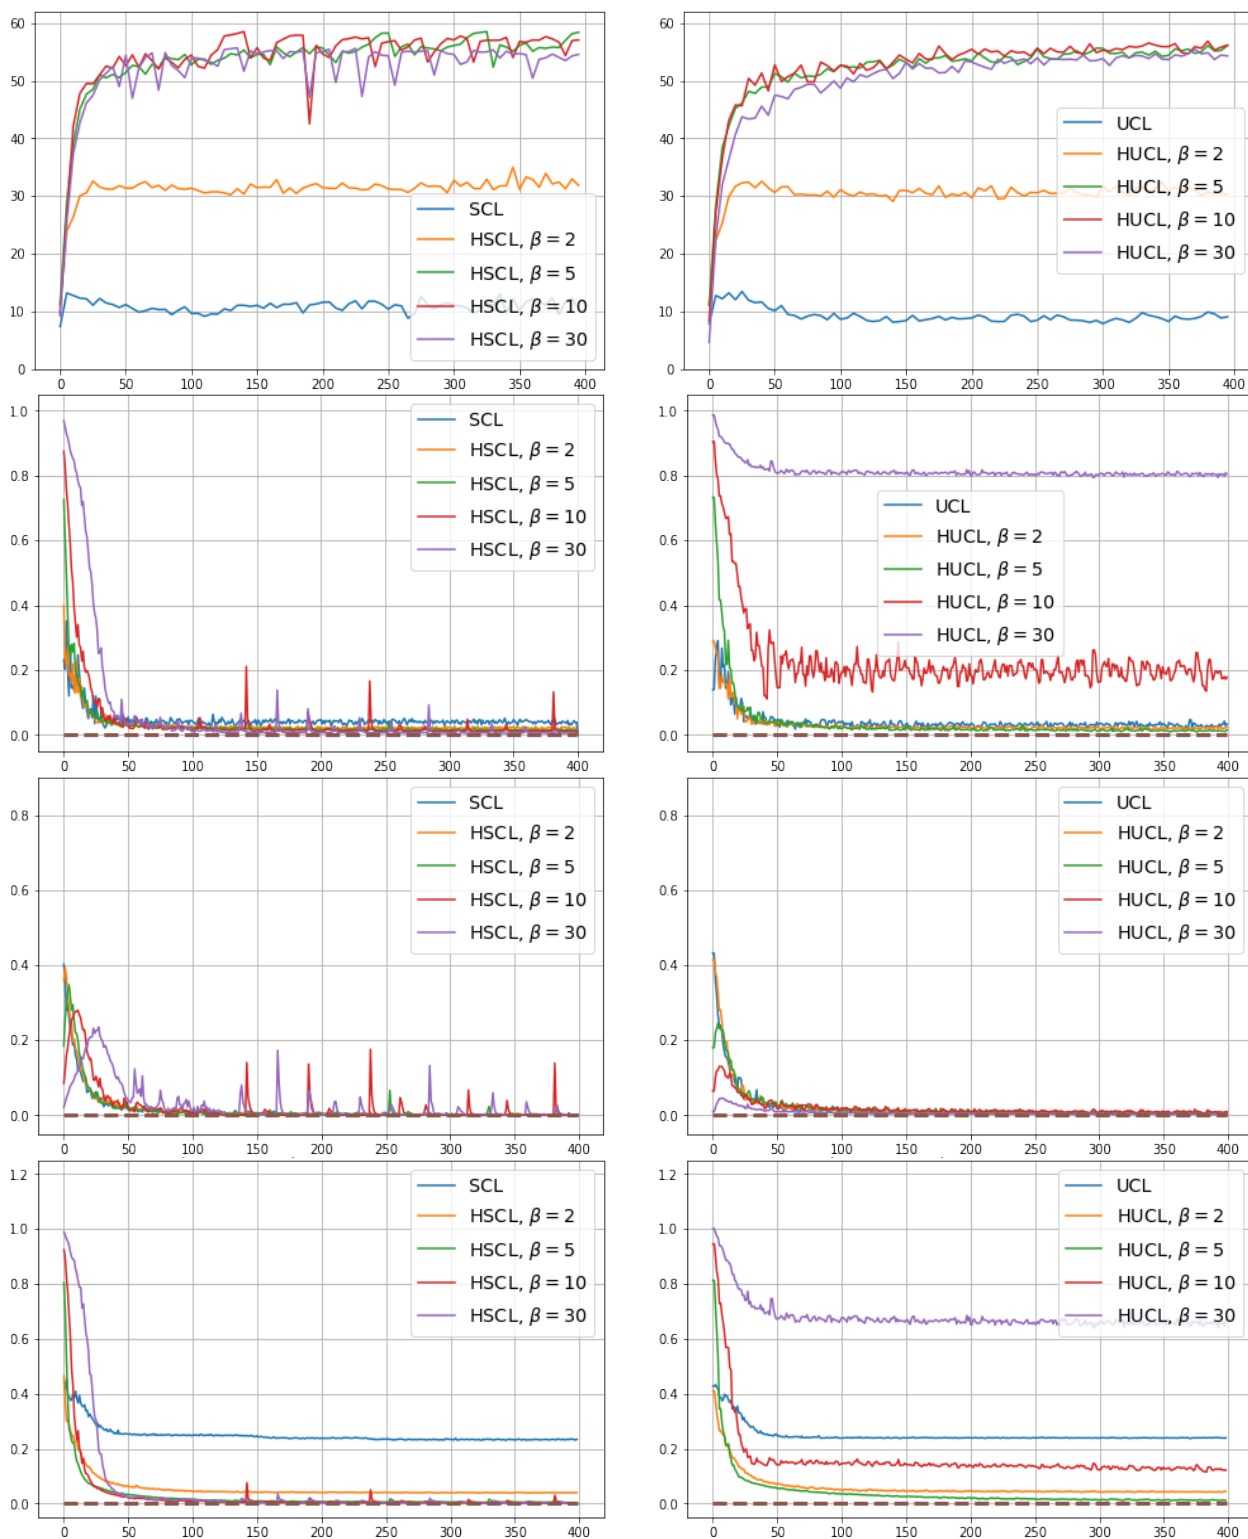 60
50
40
30
20
10
0
0 50 100 150 200 250 300 350 400
SCL
HSCL, β = 2
HSCL, β = 5
HSCL, β = 10
HSCL, β = 30
60
50
40
30
20
10
0
0 50 100 150 200 250 300 350 400
UCL
HUCL, β = 2
HUCL, β = 5
HUCL, β = 10
HUCL, β = 30
1.0
0.8
0.6
0.4
0.2
0.0
0 50 100 150 200 250 300 350 400
SCL
HSCL, β = 2
HSCL, β = 5
HSCL, β = 10
HSCL, β = 30
1.0
0.8
0.6
0.4
0.2
0.0
0 50 100 150 200 250 300 350 400
UCL
HUCL, β = 2
HUCL, β = 5
HUCL, β = 10
HUCL, β = 30
0.8
0.6
0.4
0.2
0.0
0 50 100 150 200 250 300 350 400
SCL
HSCL, β = 2
HSCL, β = 5
HSCL, β = 10
HSCL, β = 30
0.8
0.6
0.4
0.2
0.0
0 50 100 150 200 250 300 350 400
UCL
HUCL, β = 2
HUCL, β = 5
HUCL, β = 10
HUCL, β = 30
1.2
1.0
0.8
0.6
0.4
0.2
0.0
0 50 100 150 200 250 300 350 400
SCL
HSCL, β = 2
HSCL, β = 5
HSCL, β = 10
HSCL, β = 30
1.2
1.0
0.8
0.6
0.4
0.2
0.0
0 50 100 150 200 250 300 350 400
UCL
HUCL, β = 2
HUCL, β = 5
HUCL, β = 10
HUCL, β = 30